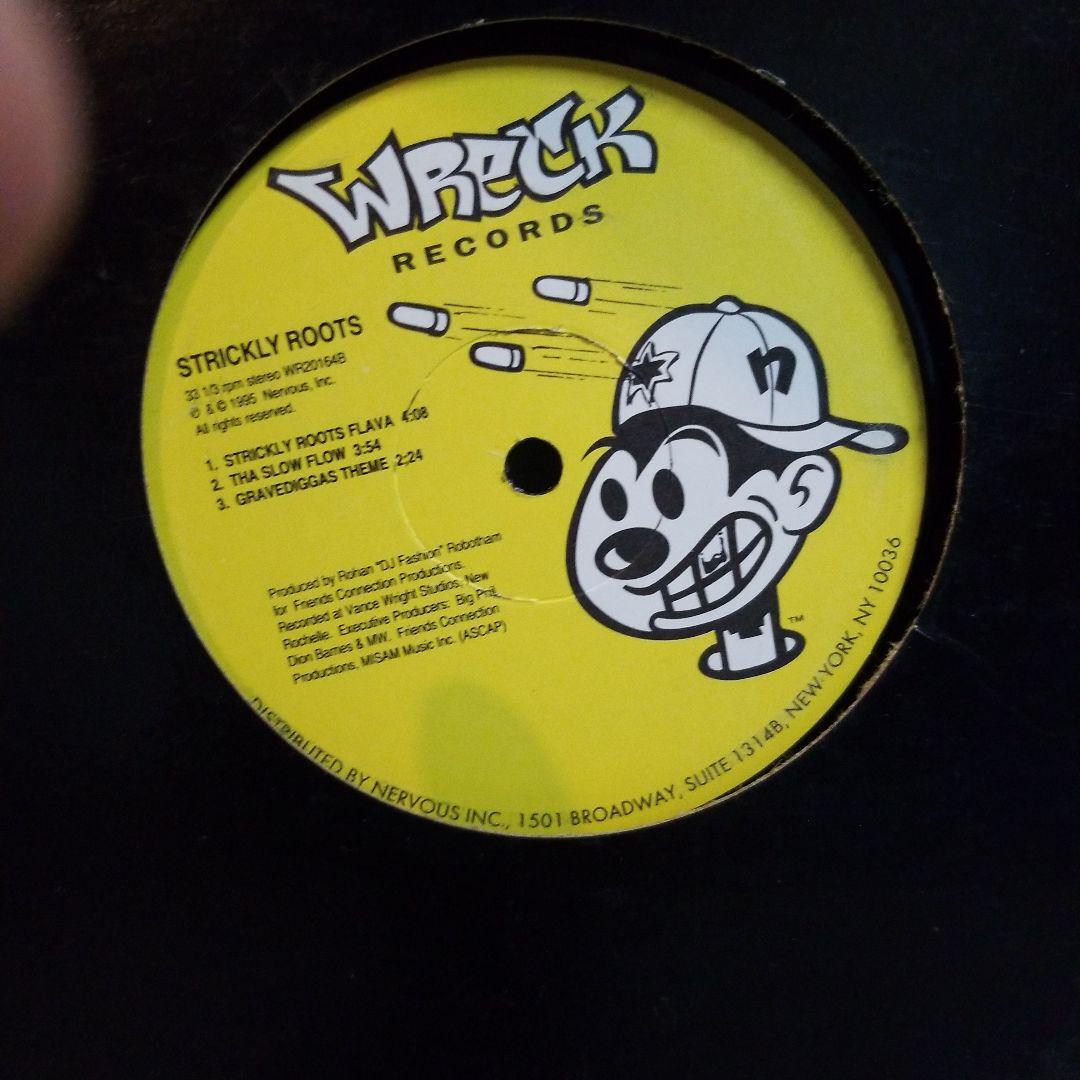 WRECK
RECORDS
STRICKLY ROOTS
33 1/3 rpm stereo WR20164B
℗ & © 1995 Nervous, Inc.
All rights reserved.
1. STRICKLY ROOTS FLAVA 4:08
2. THA SLOW FLOW 3:54
3. GRAVEDIGGAS THEME 2;24
Produced by Rohan "DJ Fashion" Robotham
for Friends Connection Productions.
Recorded at Vance Wright Studios, New
Rochelle. Executive Producers: Big Phil,
Dion Barnes & MW. Friends Connection
Productions, MISAM Music Inc. (ASCAP)
n
TM
DISTRIBUTED BY NERVOUS INC., 1501 BROADWAY, SUITE 1314B, NEW YORK, NY 10036